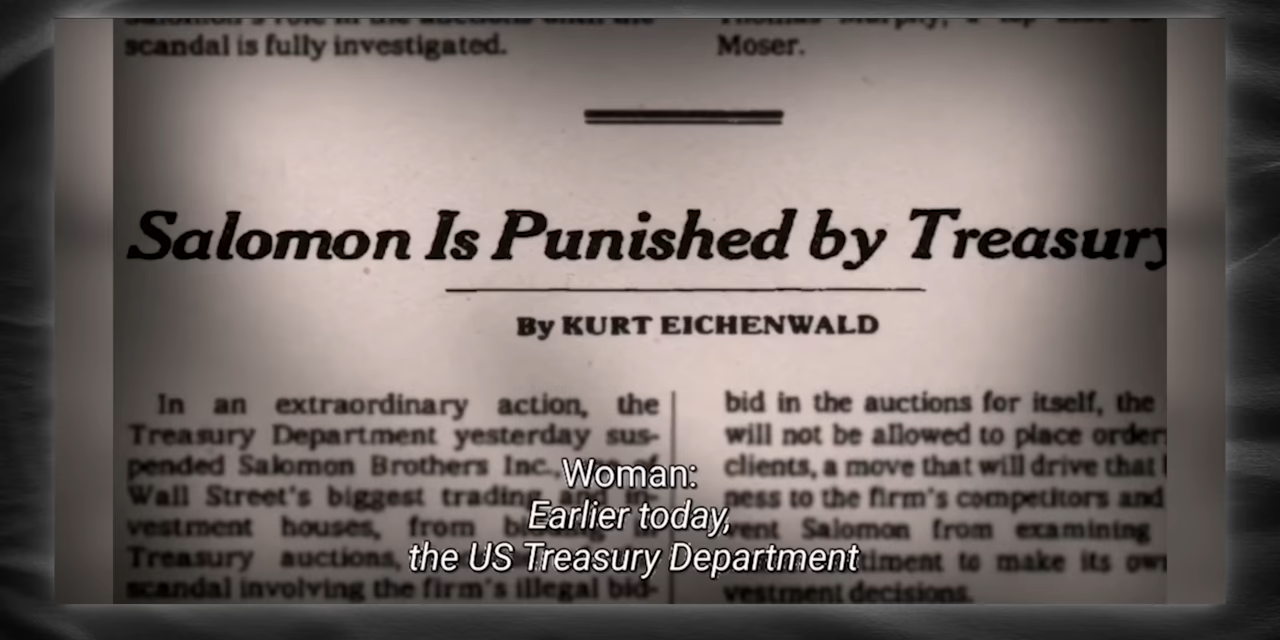 scandal is fully investigated.
Moser.
Salomon Is Punished by Treasury
By KURT EICHENWALD
In an extraordinary action, the
Treasury Department yesterday sus-
pended Salomon Brothers Inc.,
Wall Street's biggest trading and in-
vestment houses, from
Treasury auctions,
scandal involving the firm's illegal bid-
bid in the auctions for itself, the
will not be allowed to place order
clients, a move that will drive that
ness to the firm's competitors and
vent Salomon from examining
to make its own
vestment decisions.
Woman:
Earlier today,
the US Treasury Department